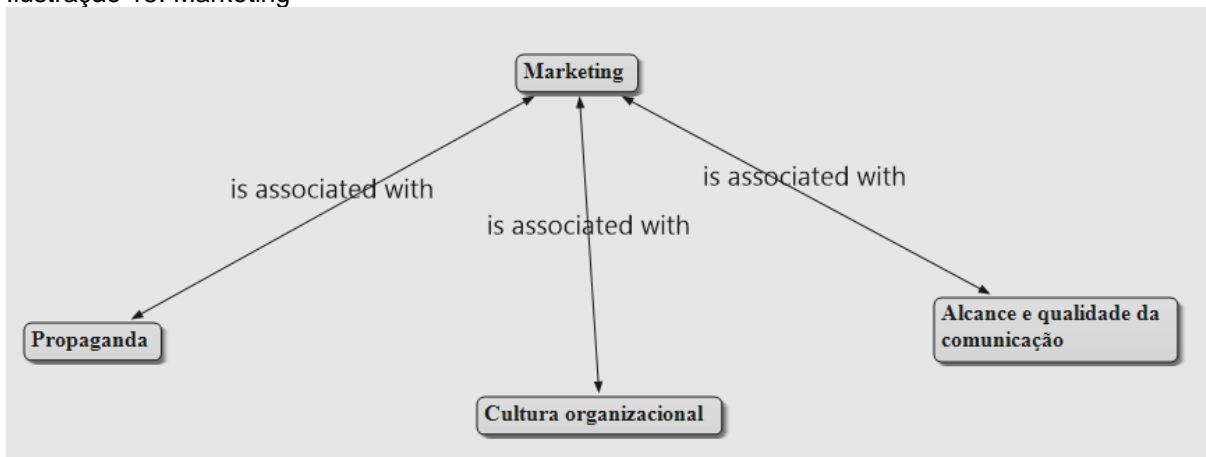 Ilustração 18: Marketing
Marketing
is associated with
is associated with
is associated with
Propaganda
Alcance e qualidade da
comunicação
Cultura organizacional